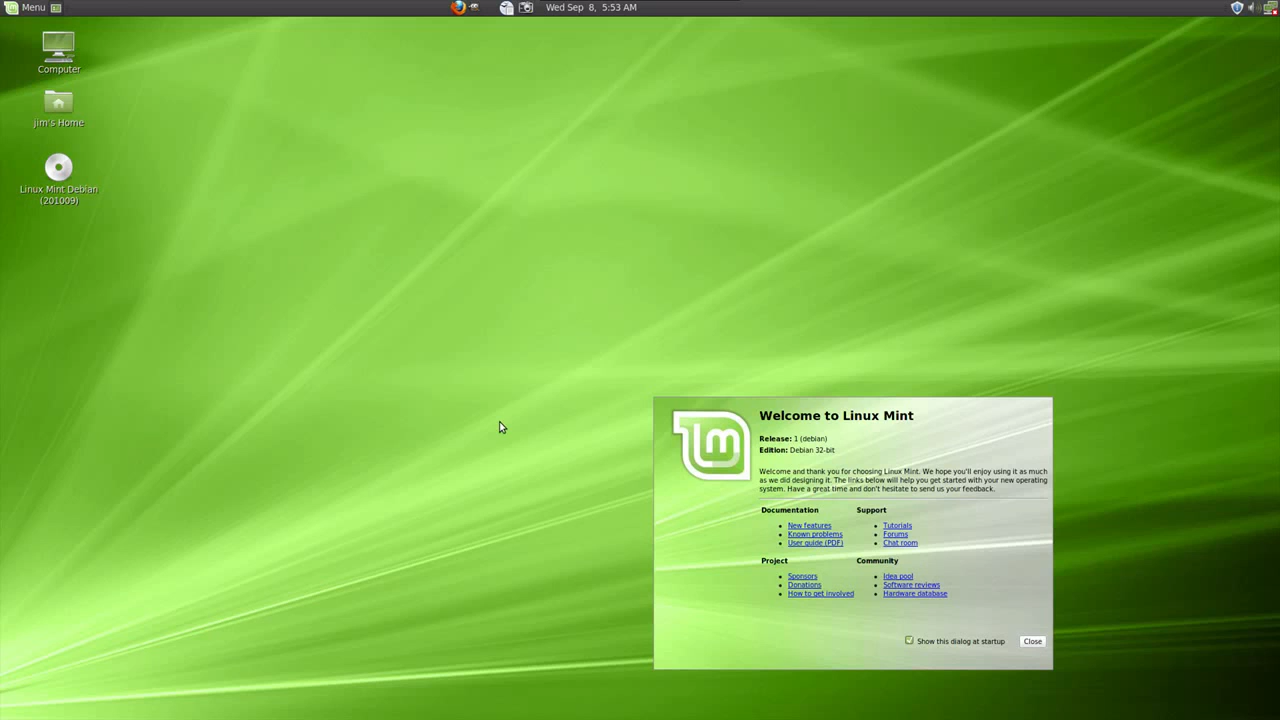 Menu
Wed Sep 8, 5:53 AM
Computer
jim's Home
Linux Mint Debian
(201009)
lm
Welcome to Linux Mint
Release: 1 (debian)
Edition: Debian 32-bit
Welcome and thank you for choosing Linux Mint. We hope you'll enjoy using it as much
as we did designing it. The links below will help you get started with your new operating
system. Have a great time and don't hesitate to send us your feedback.
Documentation
New features
Known problems
User guide (PDF)
Support
Tutorials
Forums
Chat room
Project
Sponsors
Donations
How to get involved
Community
Idea pool
Software reviews
Hardware database
Show this dialog at startup
Close